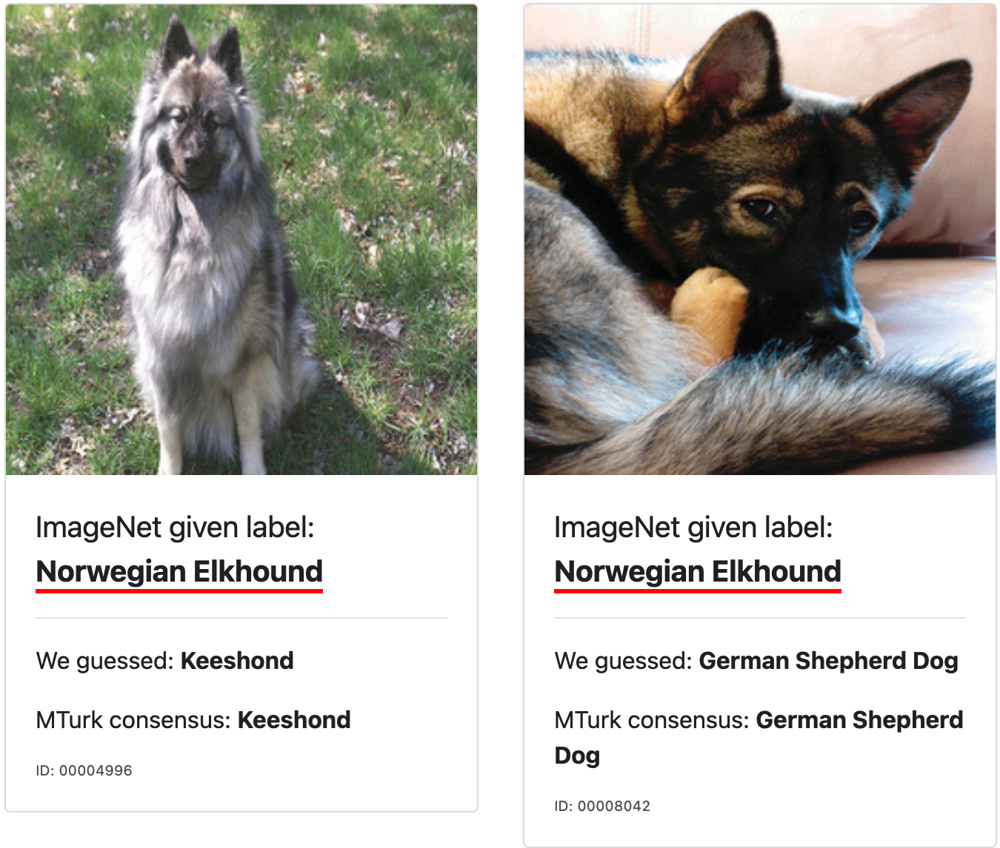 ImageNet given label:
Norwegian Elkhound
We guessed: Keeshond
MTurk consensus: Keeshond
ID: 00004996
ImageNet given label:
Norwegian Elkhound
We guessed: German Shepherd Dog
MTurk consensus: German Shepherd
Dog
ID: 00008042